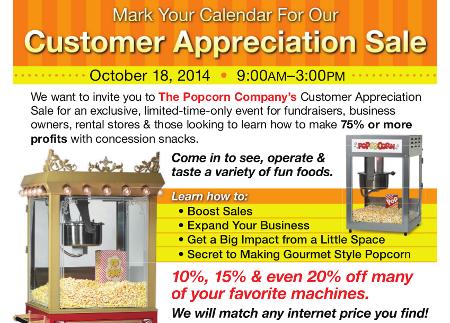 Mark Your Calendar For Our
Customer Appreciation Sale
October 18, 2014 • 9:00AM–3:00PM
We want to invite you to The Popcorn Company's Customer Appreciation
Sale for an exclusive, limited-time-only event for fundraisers, business
owners, rental stores & those looking to learn how to make 75% or more
profits with concession snacks.
Come in to see, operate &
taste a variety of fun foods.
POPCORN
Learn how to:
• Boost Sales
• Expand Your Business
• Get a Big Impact from a Little Space
• Secret to Making Gourmet Style Popcorn
10%, 15% & even 20% off many
of your favorite machines.
We will match any internet price you find!